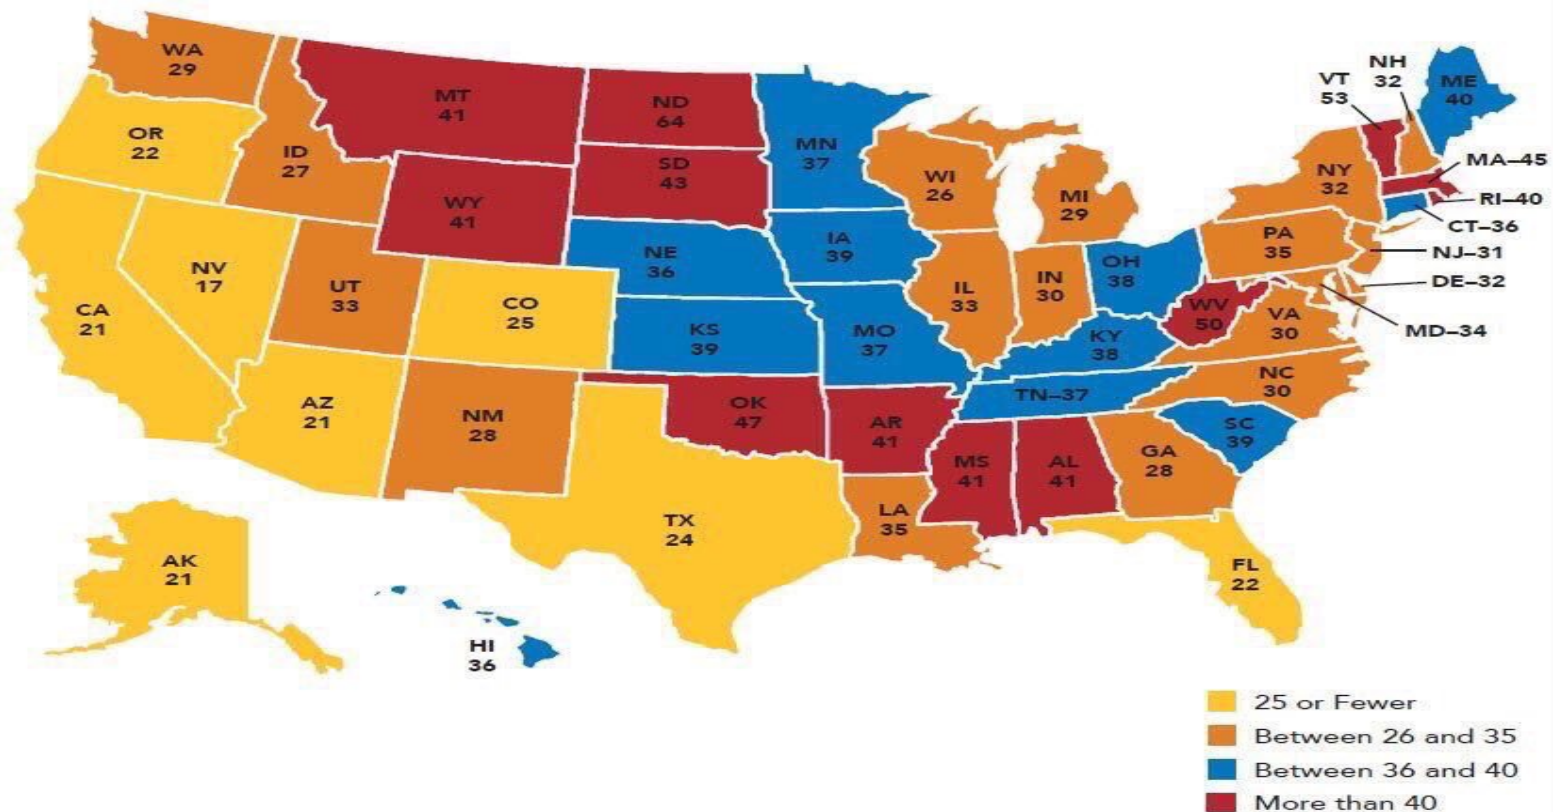 WA
29
MT
41
ND
64
MN
37
VT
53
NH
32
ME
40
OR
22
ID
27
SD
43
WI
26
MI
29
NY
32
MA–45
RI–40
CT–36
NJ–31
DE–32
MD–34
WY
41
NE
36
IA
39
PA
35
NV
17
UT
33
CO
25
IL
33
IN
30
OH
38
CA
21
KS
39
MO
37
KY
38
WV
50
VA
30
AZ
21
NM
28
OK
47
AR
41
TN–37
NC
30
SC
39
MS
41
AL
41
GA
28
TX
24
LA
35
FL
22
AK
21
HI
36
25 or Fewer
Between 26 and 35
Between 36 and 40
More than 40